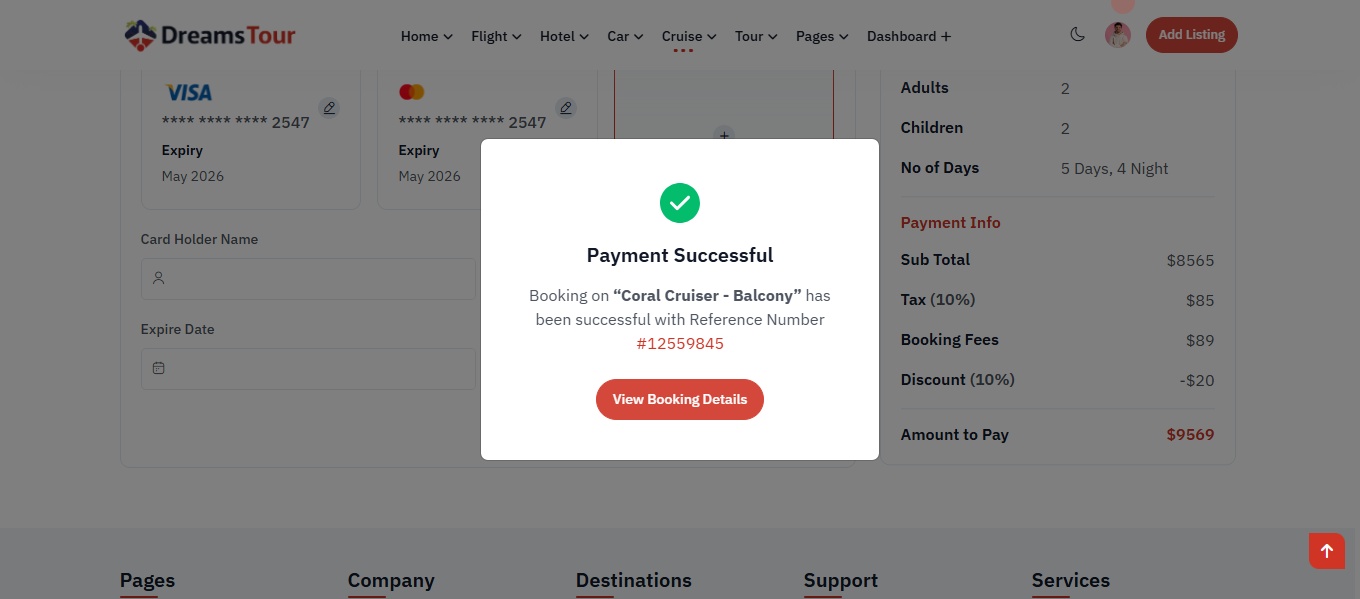 DreamsTour
Home Flight Hotel Car Cruise Tour Pages Dashboard
Add Listing
VISA
**** **** **** 2547
Expiry
May 2026
**** **** **** 2547
Expiry
May 2026
Card Holder Name
Expire Date
Payment Successful
Booking on “Coral Cruiser - Balcony” has
been successful with Reference Number
#12559845
View Booking Details
Adults 2
Children 2
No of Days 5 Days, 4 Night
Payment Info
Sub Total $8565
Tax (10%) $85
Booking Fees $89
Discount (10%) -$20
Amount to Pay $9569
Pages Company Destinations Support Services